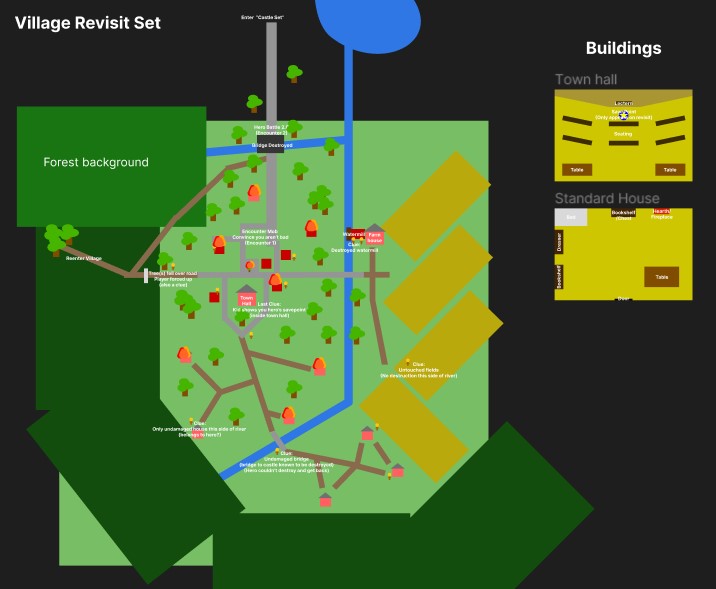 Village Revisit Set
Enter "Castle Set"
Buildings
Town hall
Lectern
(Only appears on revisit)
Seating
Table
Table
Hero Battle 2.5
(Encounter 2)
Bridge Destroyed
Forest background
Standard House
Bed
Bookshelf
Hearth/
Fireplace
Drawer
Bookshelf
Table
Door
Encounter Mob
Convince you aren't bad
(Encounter 1)
Watermill
Farm
house
Clue:
Destroyed watermill
Reenter Village
Tree(s) fell over road
Player forced up
(also a clue)
Town
Hall
Last Clue:
Kid shows you hero's savepoint
(Inside town hall)
Clue:
Untouched fields
(No destruction this side of river)
Clue:
Only undamaged house this side of river
(belongs to hero?)
Clue:
Undamaged bridge
(bridge to castle known to be destroyed)
(Hero couldn't destroy and get back)